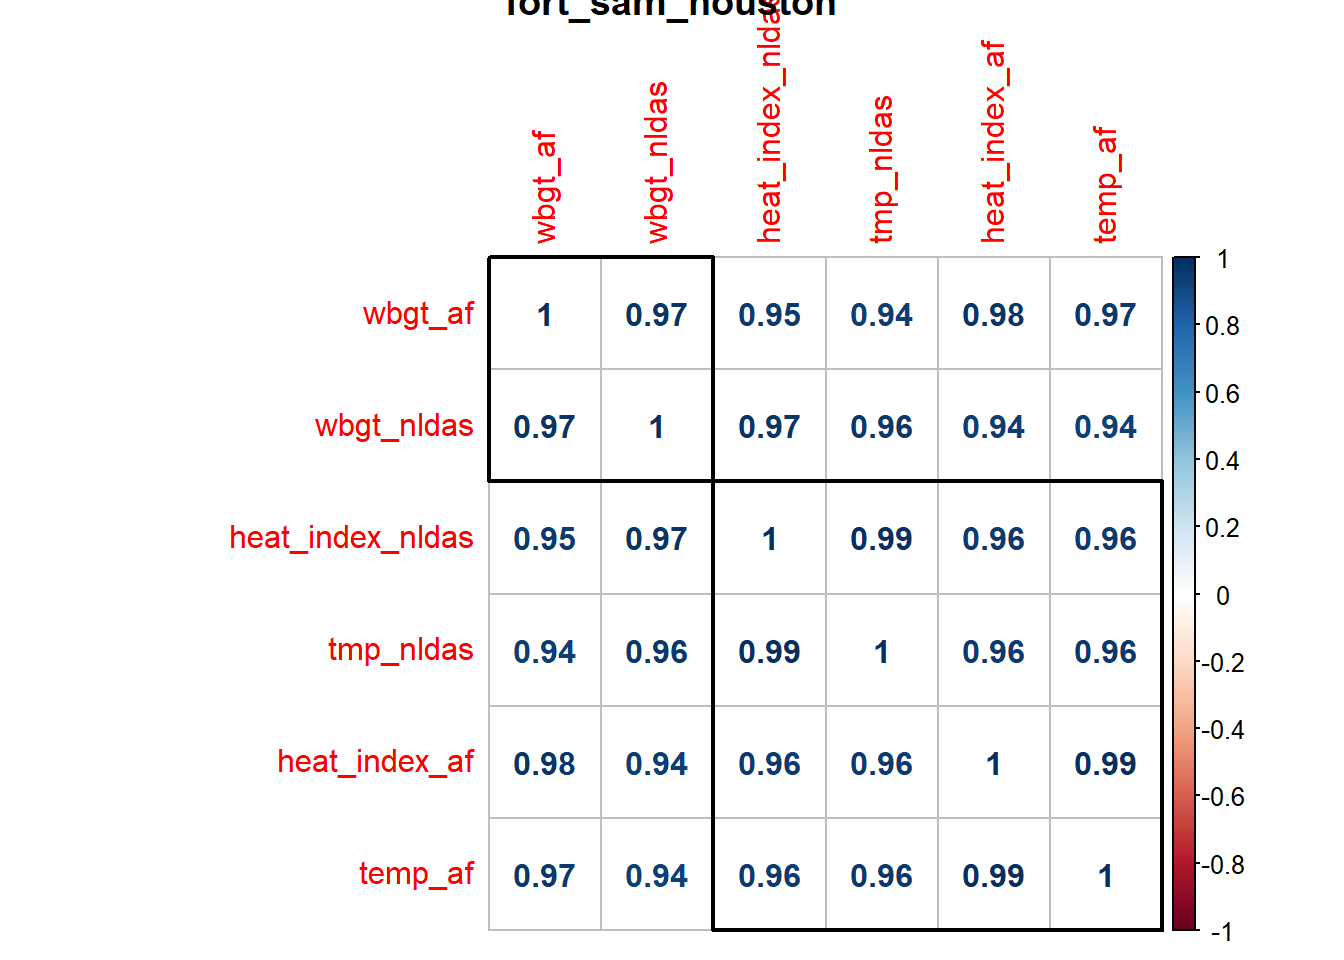 fort_sam_houston
wbgt_af wbgt_nldas heat_index_nldas tmp_nldas heat_index_af temp_af
wbgt_af 1 0.97 0.95 0.94 0.98 0.97
wbgt_nldas 0.97 1 0.97 0.96 0.94 0.94
heat_index_nldas 0.95 0.97 1 0.99 0.96 0.96
tmp_nldas 0.94 0.96 0.99 1 0.96 0.96
heat_index_af 0.98 0.94 0.96 0.96 1 0.99
temp_af 0.97 0.94 0.96 0.96 0.99 1
1
0.8
0.6
0.4
0.2
0
-0.2
-0.4
-0.6
-0.8
-1